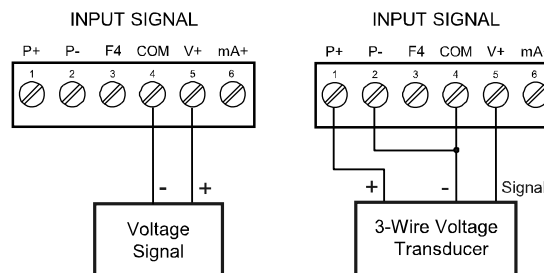 INPUT SIGNAL
P+ P- F4 COM V+ mA+
1 2 3 4 5 6
- +
Voltage
Signal
INPUT SIGNAL
P+ P- F4 COM V+ mA
1 2 3 4 5 6
+ - Signal
3-Wire Voltage
Transducer